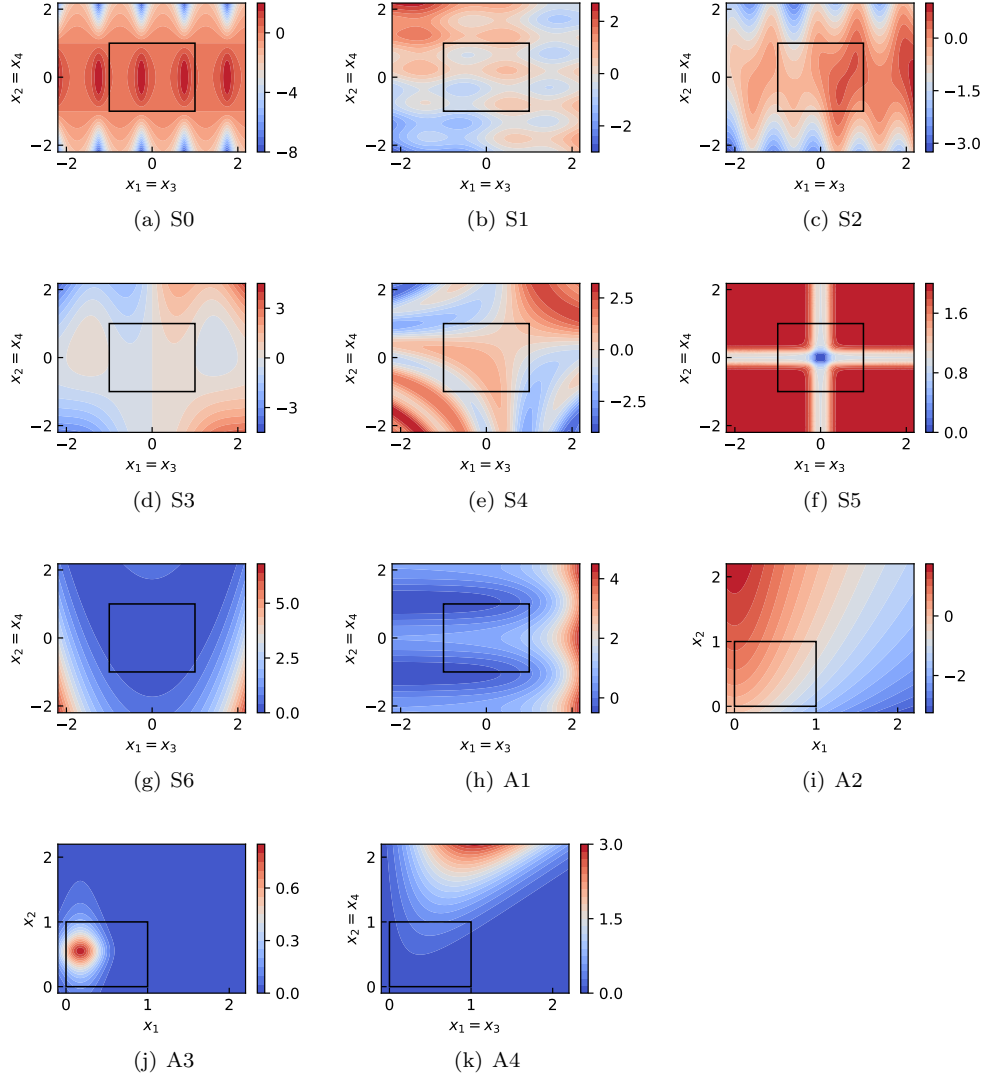 2
0
−2
−2 0 2
x₂ = x₄
x₁ = x₃
0
−4
−8
(a) S0
2
0
−2
−2 0 2
x₂ = x₄
x₁ = x₃
2
0
−2
(b) S1
2
0
−2
−2 0 2
x₂ = x₄
x₁ = x₃
0.0
−1.5
−3.0
(c) S2
2
0
−2
−2 0 2
x₂ = x₄
x₁ = x₃
4
0
−4
(d) S3
2
0
−2
−2 0 2
x₂ = x₄
x₁ = x₃
2.5
0.0
−2.5
(e) S4
2
0
−2
−2 0 2
x₂ = x₄
x₁ = x₃
1.6
0.8
0.0
(f) S5
2
0
−2
−2 0 2
x₂ = x₄
x₁ = x₃
5.0
2.5
0.0
(g) S6
2
0
−2
−2 0 2
x₂ = x₄
x₁ = x₃
4
2
0
(h) A1
2
1
0
0 1 2
x₂
x₁
0
−2
(i) A2
2
1
0
0 1 2
x₂
x₁
0.6
0.3
0.0
(j) A3
2
1
0
0 1 2
x₂ = x₄
x₁ = x₃
3.0
1.5
0.0
(k) A4